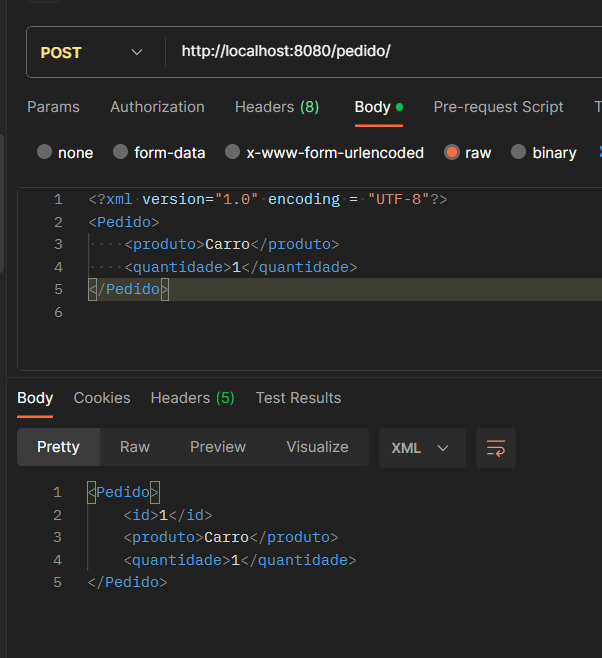 POST http://localhost:8080/pedido/
Params Authorization Headers (8) Body Pre-request Script T
none form-data x-www-form-urlencoded raw binary
1 <?xml version="1.0" encoding = "UTF-8"?>
2 <Pedido>
3 <produto>Carro</produto>
4 <quantidade>1</quantidade>
5 </Pedido>
6
Body Cookies Headers (5) Test Results
Pretty Raw Preview Visualize XML
1 <Pedido>
2 <id>1</id>
3 <produto>Carro</produto>
4 <quantidade>1</quantidade>
5 </Pedido>